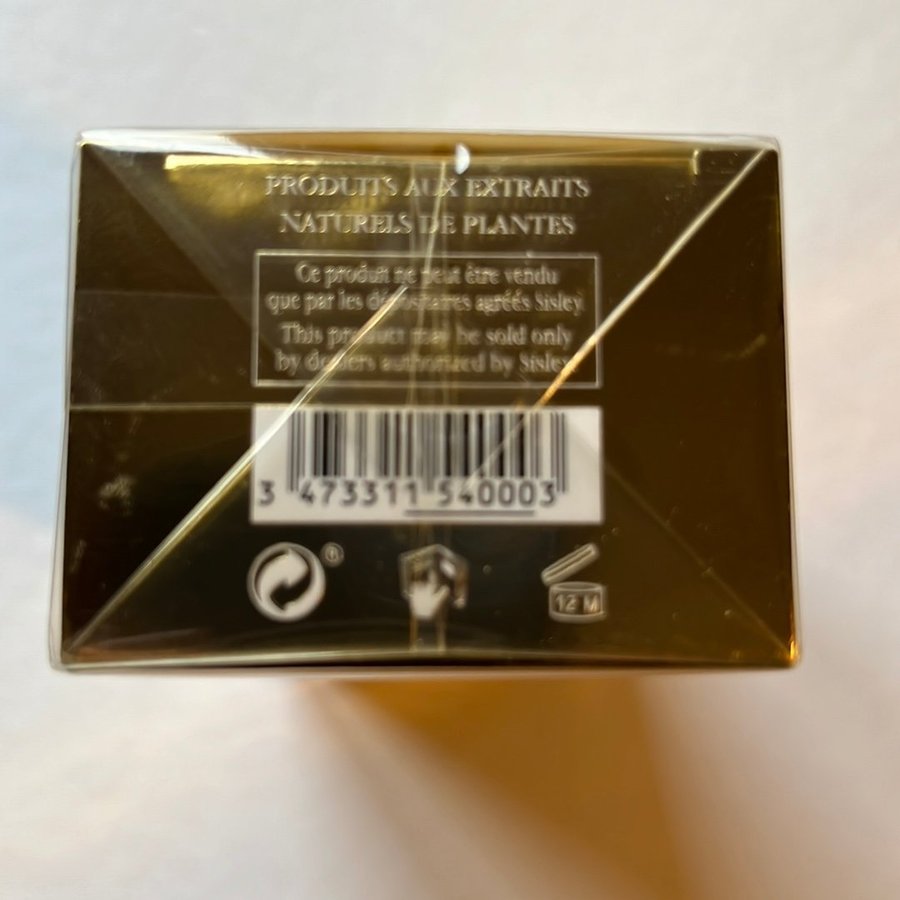 PRODUITS AUX EXTRAITS
NATURELS DE PLANTES
Ce produit ne peut être vendu
que par les dépositaires agréés Sisley.
This product may be sold only
by dealers authorized by Sisley.
3 473311 540003
12 M